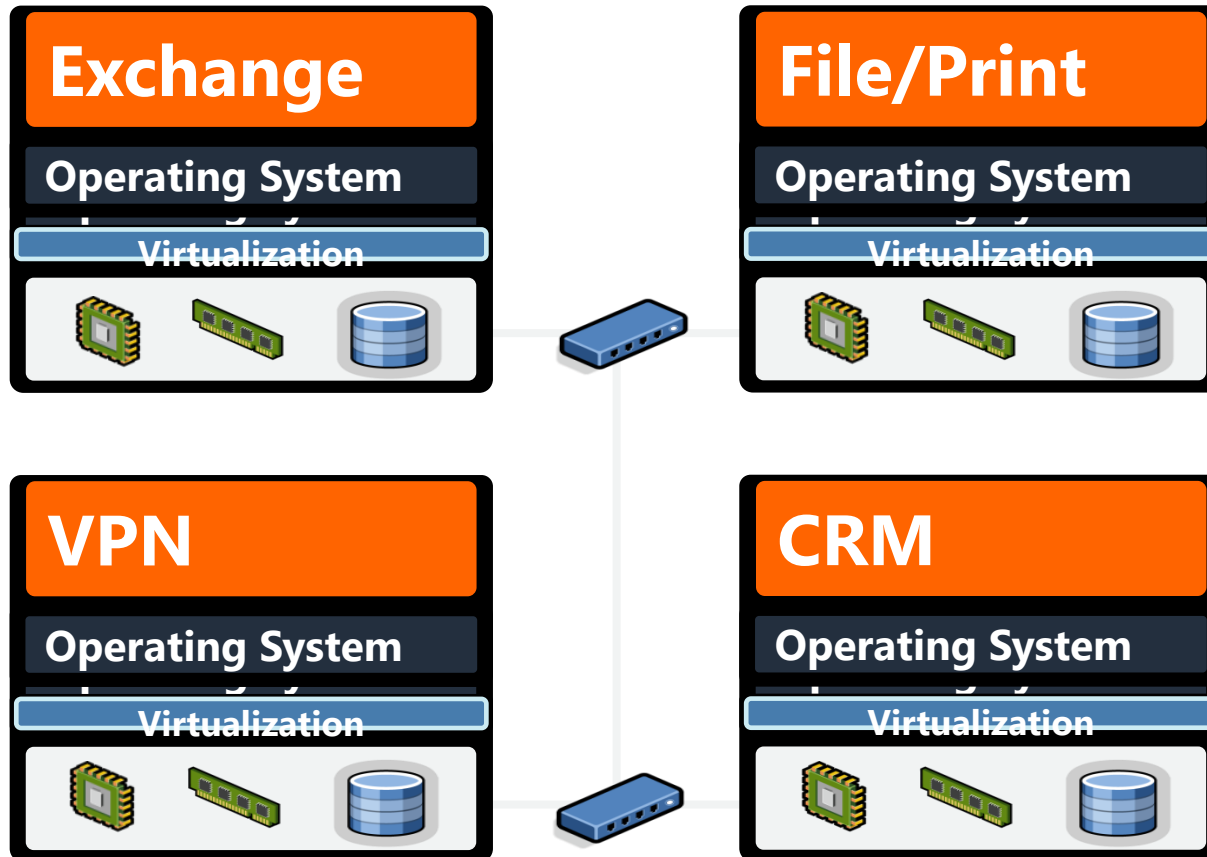 Exchange
Operating System
Virtualization
File/Print
Operating System
Virtualization
VPN
Operating System
Virtualization
CRM
Operating System
Virtualization